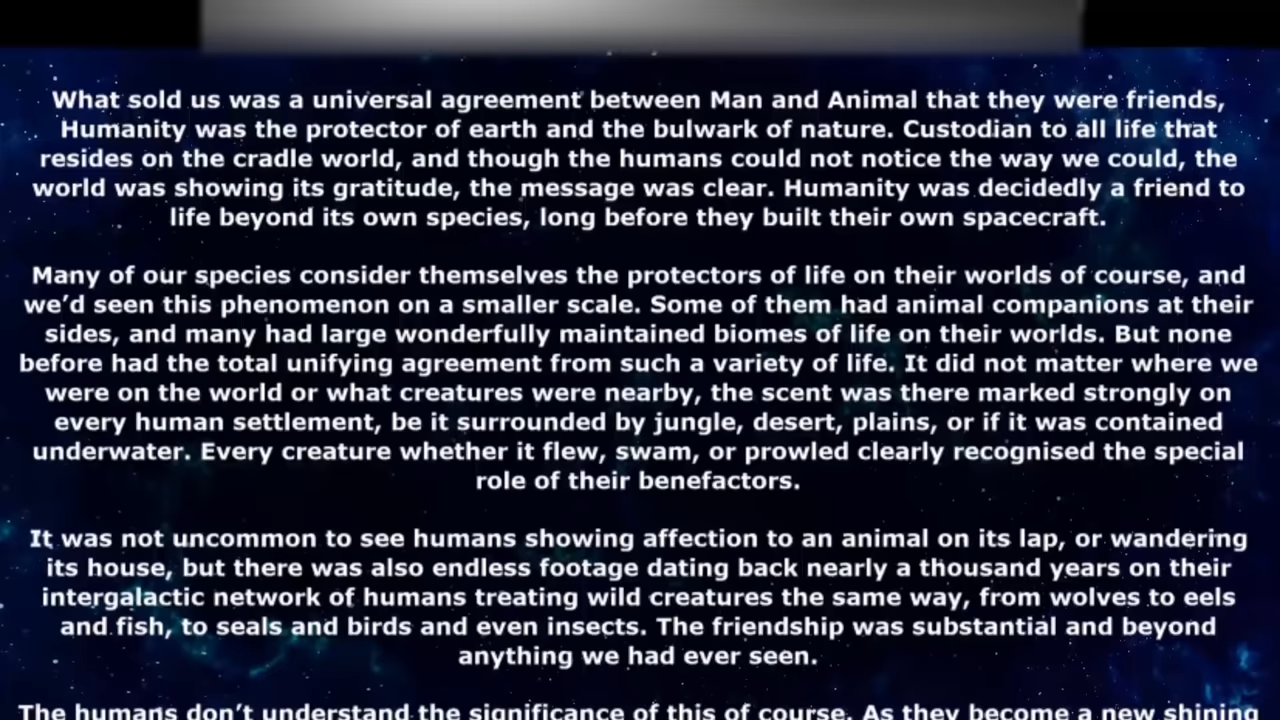 What sold us was a universal agreement between Man and Animal that they were friends,
Humanity was the protector of earth and the bulwark of nature. Custodian to all life that
resides on the cradle world, and though the humans could not notice the way we could, the
world was showing its gratitude, the message was clear. Humanity was decidedly a friend to
life beyond its own species, long before they built their own spacecraft.
Many of our species consider themselves the protectors of life on their worlds of course, and
we’d seen this phenomenon on a smaller scale. Some of them had animal companions at their
sides, and many had large wonderfully maintained biomes of life on their worlds. But none
before had the total unifying agreement from such a variety of life. It did not matter where we
were on the world or what creatures were nearby, the scent was there marked strongly on
every human settlement, be it surrounded by jungle, desert, plains, or if it was contained
underwater. Every creature whether it flew, swam, or prowled clearly recognised the special
role of their benefactors.
It was not uncommon to see humans showing affection to an animal on its lap, or wandering
its house, but there was also endless footage dating back nearly a thousand years on their
intergalactic network of humans treating wild creatures the same way, from wolves to eels
and fish, to seals and birds and even insects. The friendship was substantial and beyond
anything we had ever seen.
The humans don’t understand the significance of this of course. As they become a new shining